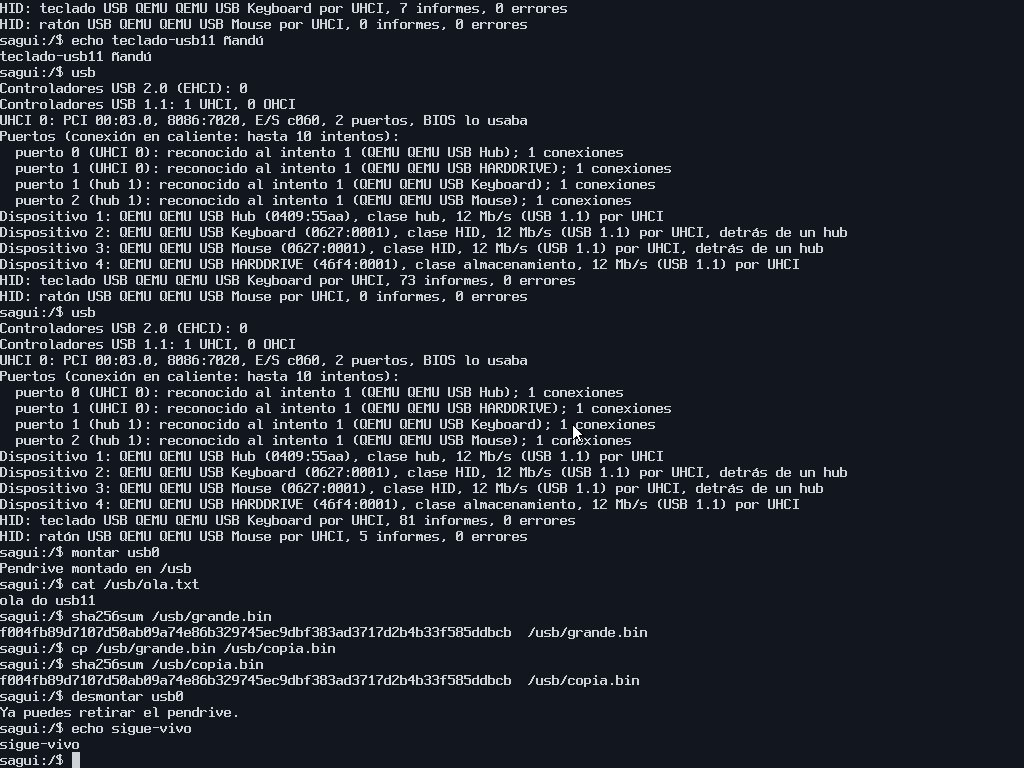 HID: teclado USB QEMU QEMU USB Keyboard por UHCI, 7 informes, 0 errores
HID: ratón USB QEMU QEMU USB Mouse por UHCI, 0 informes, 0 errores
sagui:/$ echo teclado-usb11 ñandú
teclado-usb11 ñandú
sagui:/$ usb
Controladores USB 2.0 (EHCI): 0
Controladores USB 1.1: 1 UHCI, 0 OHCI
UHCI 0: PCI 00:03.0, 8086:7020, E/S c060, 2 puertos, BIOS lo usaba
Puertos (conexión en caliente: hasta 10 intentos):
  puerto 0 (UHCI 0): reconocido al intento 1 (QEMU QEMU USB Hub); 1 conexiones
  puerto 1 (UHCI 0): reconocido al intento 1 (QEMU QEMU USB HARDDRIVE); 1 conexiones
  puerto 1 (hub 1): reconocido al intento 1 (QEMU QEMU USB Keyboard); 1 conexiones
  puerto 2 (hub 1): reconocido al intento 1 (QEMU QEMU USB Mouse); 1 conexiones
Dispositivo 1: QEMU QEMU USB Hub (0409:55aa), clase hub, 12 Mb/s (USB 1.1) por UHCI
Dispositivo 2: QEMU QEMU USB Keyboard (0627:0001), clase HID, 12 Mb/s (USB 1.1) por UHCI, detrás de un hub
Dispositivo 3: QEMU QEMU USB Mouse (0627:0001), clase HID, 12 Mb/s (USB 1.1) por UHCI, detrás de un hub
Dispositivo 4: QEMU QEMU USB HARDDRIVE (46f4:0001), clase almacenamiento, 12 Mb/s (USB 1.1) por UHCI
HID: teclado USB QEMU QEMU USB Keyboard por UHCI, 73 informes, 0 errores
HID: ratón USB QEMU QEMU USB Mouse por UHCI, 0 informes, 0 errores
sagui:/$ usb
Controladores USB 2.0 (EHCI): 0
Controladores USB 1.1: 1 UHCI, 0 OHCI
UHCI 0: PCI 00:03.0, 8086:7020, E/S c060, 2 puertos, BIOS lo usaba
Puertos (conexión en caliente: hasta 10 intentos):
  puerto 0 (UHCI 0): reconocido al intento 1 (QEMU QEMU USB Hub); 1 conexiones
  puerto 1 (UHCI 0): reconocido al intento 1 (QEMU QEMU USB HARDDRIVE); 1 conexiones
  puerto 1 (hub 1): reconocido al intento 1 (QEMU QEMU USB Keyboard); 1 conexiones
  puerto 2 (hub 1): reconocido al intento 1 (QEMU QEMU USB Mouse); 1 conexiones
Dispositivo 1: QEMU QEMU USB Hub (0409:55aa), clase hub, 12 Mb/s (USB 1.1) por UHCI
Dispositivo 2: QEMU QEMU USB Keyboard (0627:0001), clase HID, 12 Mb/s (USB 1.1) por UHCI, detrás de un hub
Dispositivo 3: QEMU QEMU USB Mouse (0627:0001), clase HID, 12 Mb/s (USB 1.1) por UHCI, detrás de un hub
Dispositivo 4: QEMU QEMU USB HARDDRIVE (46f4:0001), clase almacenamiento, 12 Mb/s (USB 1.1) por UHCI
HID: teclado USB QEMU QEMU USB Keyboard por UHCI, 81 informes, 0 errores
HID: ratón USB QEMU QEMU USB Mouse por UHCI, 5 informes, 0 errores
sagui:/$ montar usb0
Pendrive montado en /usb
sagui:/$ cat /usb/ola.txt
ola do usb11
sagui:/$ sha256sum /usb/grande.bin
f004fb89d7107d50ab09a74e86b329745ec9dbf383ad3717d2b4b33f585ddbcb  /usb/grande.bin
sagui:/$ cp /usb/grande.bin /usb/copia.bin
sagui:/$ sha256sum /usb/copia.bin
f004fb89d7107d50ab09a74e86b329745ec9dbf383ad3717d2b4b33f585ddbcb  /usb/copia.bin
sagui:/$ desmontar usb0
Ya puedes retirar el pendrive.
sagui:/$ echo sigue-vivo
sigue-vivo
sagui:/$